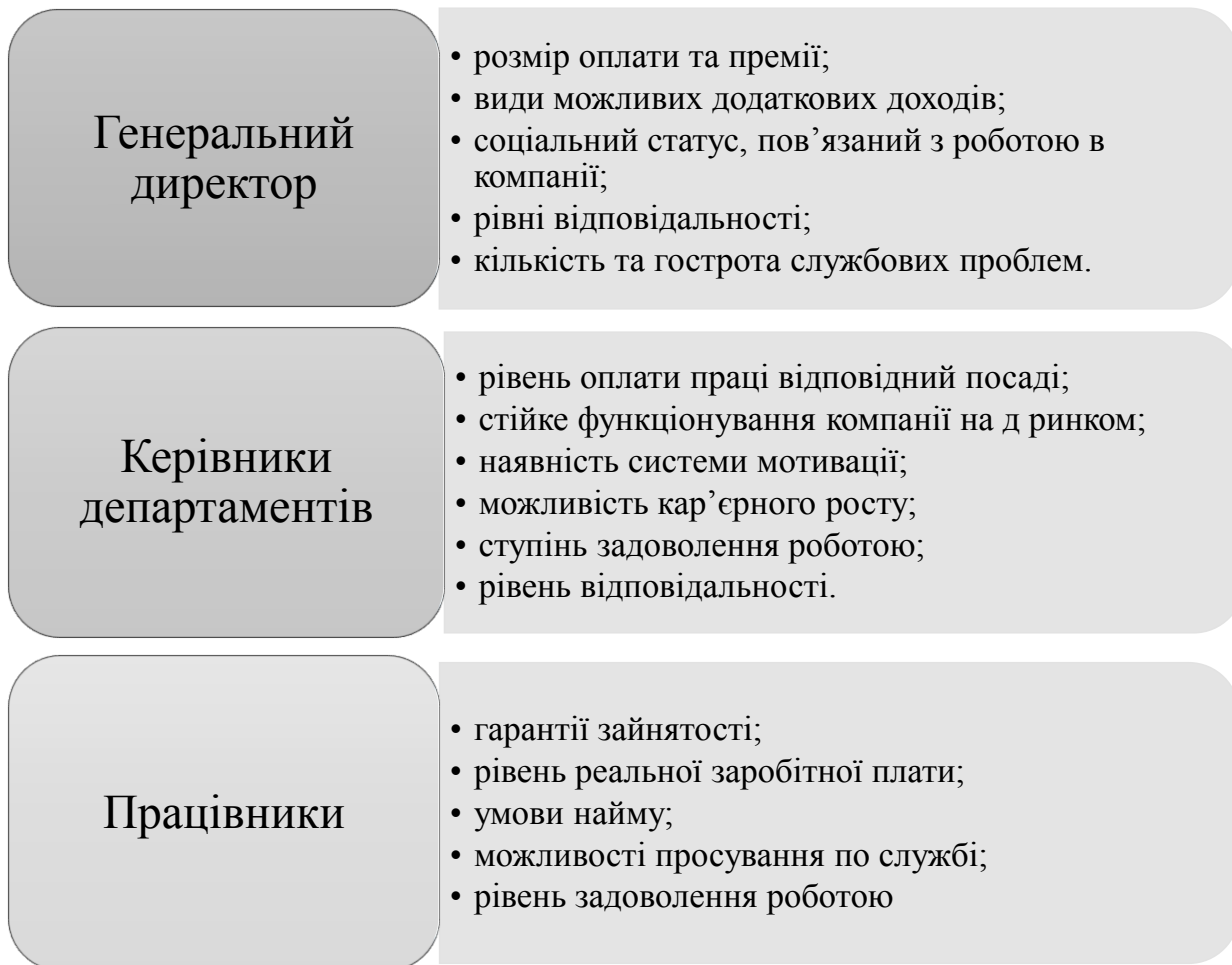 Генеральний
директор
• розмір оплати та премії;
• види можливих додаткових доходів;
• соціальний статус, пов’язаний з роботою в
компанії;
• рівні відповідальності;
• кількість та гострота службових проблем.
Керівники
департаментів
• рівень оплати праці відповідний посаді;
• стійке функціонування компанії на д ринком;
• наявність системи мотивації;
• можливість кар’єрного росту;
• ступінь задоволення роботою;
• рівень відповідальності.
Працівники
• гарантії зайнятості;
• рівень реальної заробітної плати;
• умови найму;
• можливості просування по службі;
• рівень задоволення роботою